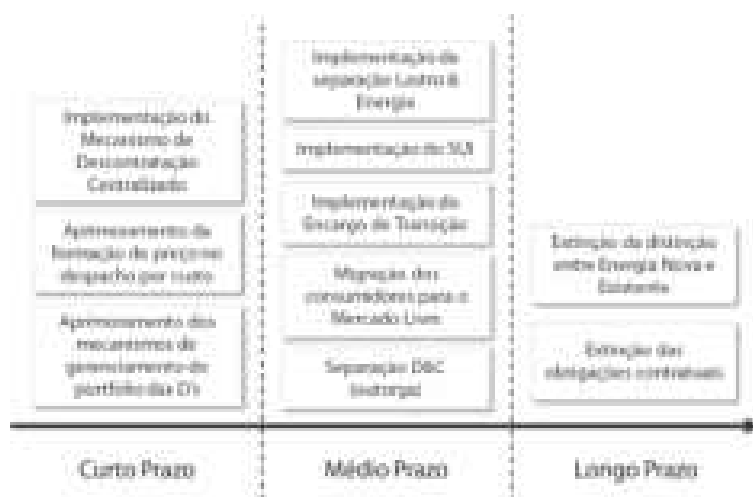 Implementação do
Mecanismo de
Descontratação
Centralizado
Aprimoramento da
formação de preço no
despacho por custo
Aprimoramento dos
mecanismos de
gerenciamento do
portfólio das D's
Implementação da
separação Lastro &
Energia
Implementação do SUI
Implementação do
Encargo de Transição
Migração dos
consumidores para o
Mercado Livre
Separação D&C
(outorga)
Extinção da distinção
entre Energia Nova e
Existente
Extinção das
obrigações contratuais
Curto Prazo
Médio Prazo
Longo Prazo